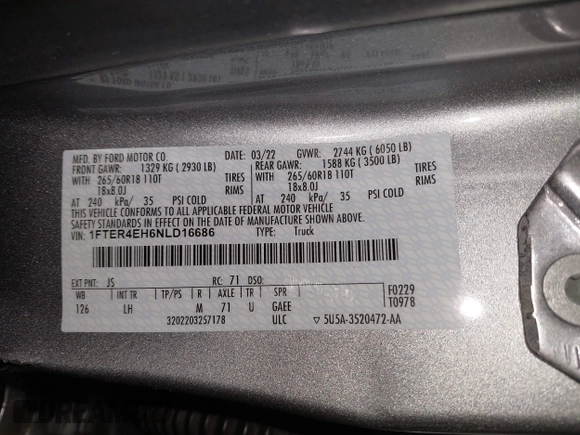 MFD. BY FORD MOTOR CO.
DATE: 03/22 GVWR: 2744 KG (6050 LB)
FRONT GAWR: 1329 KG (2930 LB) REAR GAWR: 1588 KG (3500 LB)
WITH 265/60R18 110T TIRES WITH 265/60R18 110T TIRES
18x8.0J RIMS 18x8.0J RIMS
AT 240 kPa/ 35 PSI COLD AT 240 kPa/ 35 PSI COLD
THIS VEHICLE CONFORMS TO ALL APPLICABLE FEDERAL MOTOR VEHICLE
SAFETY STANDARDS IN EFFECT ON THE DATE OF MANUFACTURE SHOWN ABOVE.
VIN: 1FTER4EH6NLD16686 TYPE: Truck
EXT PNT: JS RC: 71 DSO:
WB INT TR TP/PS R AXLE TR SPR F0229
126 LH M 71 U GAEE T0978
3202203257178 ULC 5U5A-3520472-AA